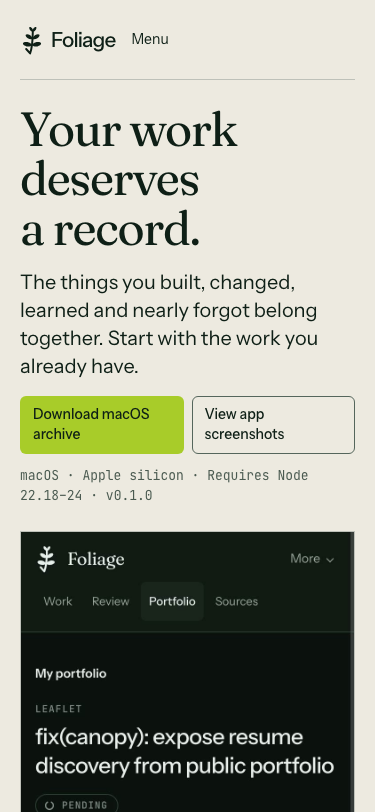 Foliage Menu
Your work
deserves
a record.
The things you built, changed,
learned and nearly forgot belong
together. Start with the work you
already have.
Download macOS
archive
View app
screenshots
macOS · Apple silicon · Requires Node
22.18–24 · v0.1.0
Foliage More
Work Review Portfolio Sources
My portfolio
LEAFLET
fix(canopy): expose resume
discovery from public portfolio
PENDING